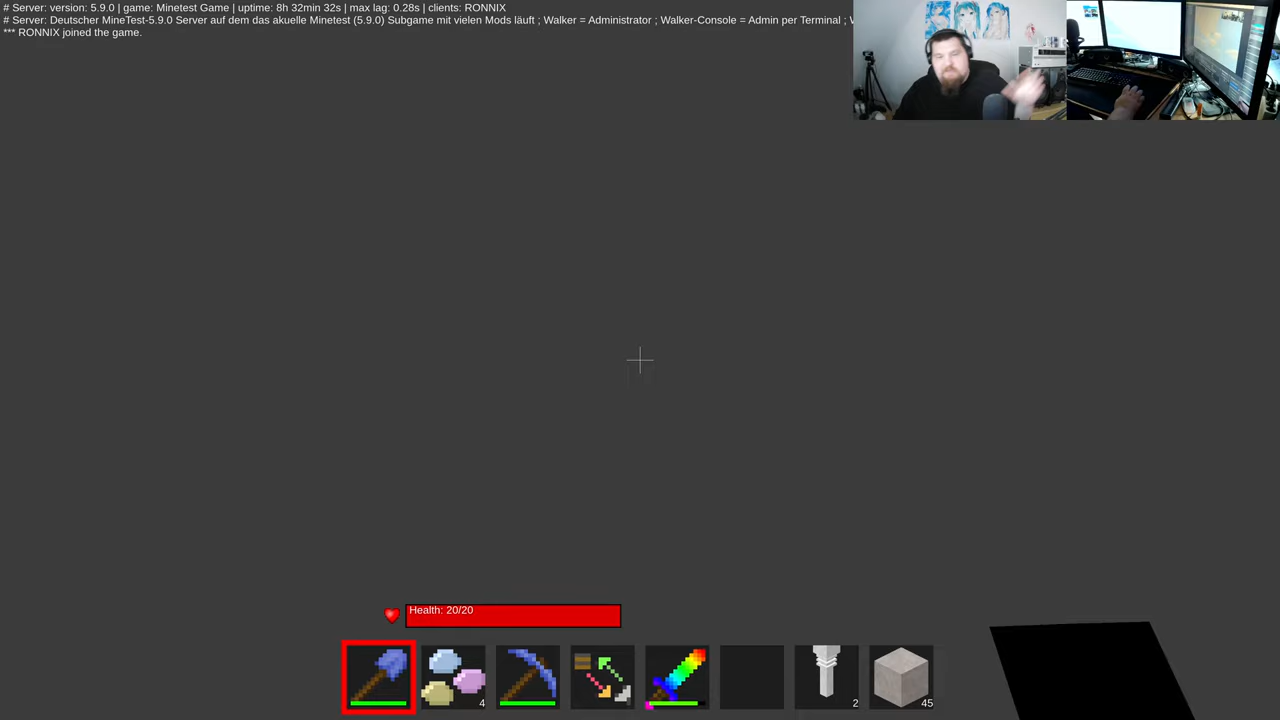 # Server: version: 5.9.0 | game: Minetest Game | uptime: 8h 32min 32s | max lag: 0.28s | clients: RONNIX
# Server: Deutscher MineTest-5.9.0 Server auf dem das akuelle Minetest (5.9.0) Subgame mit vielen Mods läuft ; Walker = Administrator ; Walker-Console = Admin per Terminal ;
*** RONNIX joined the game.
Health: 20/20
4
2
45